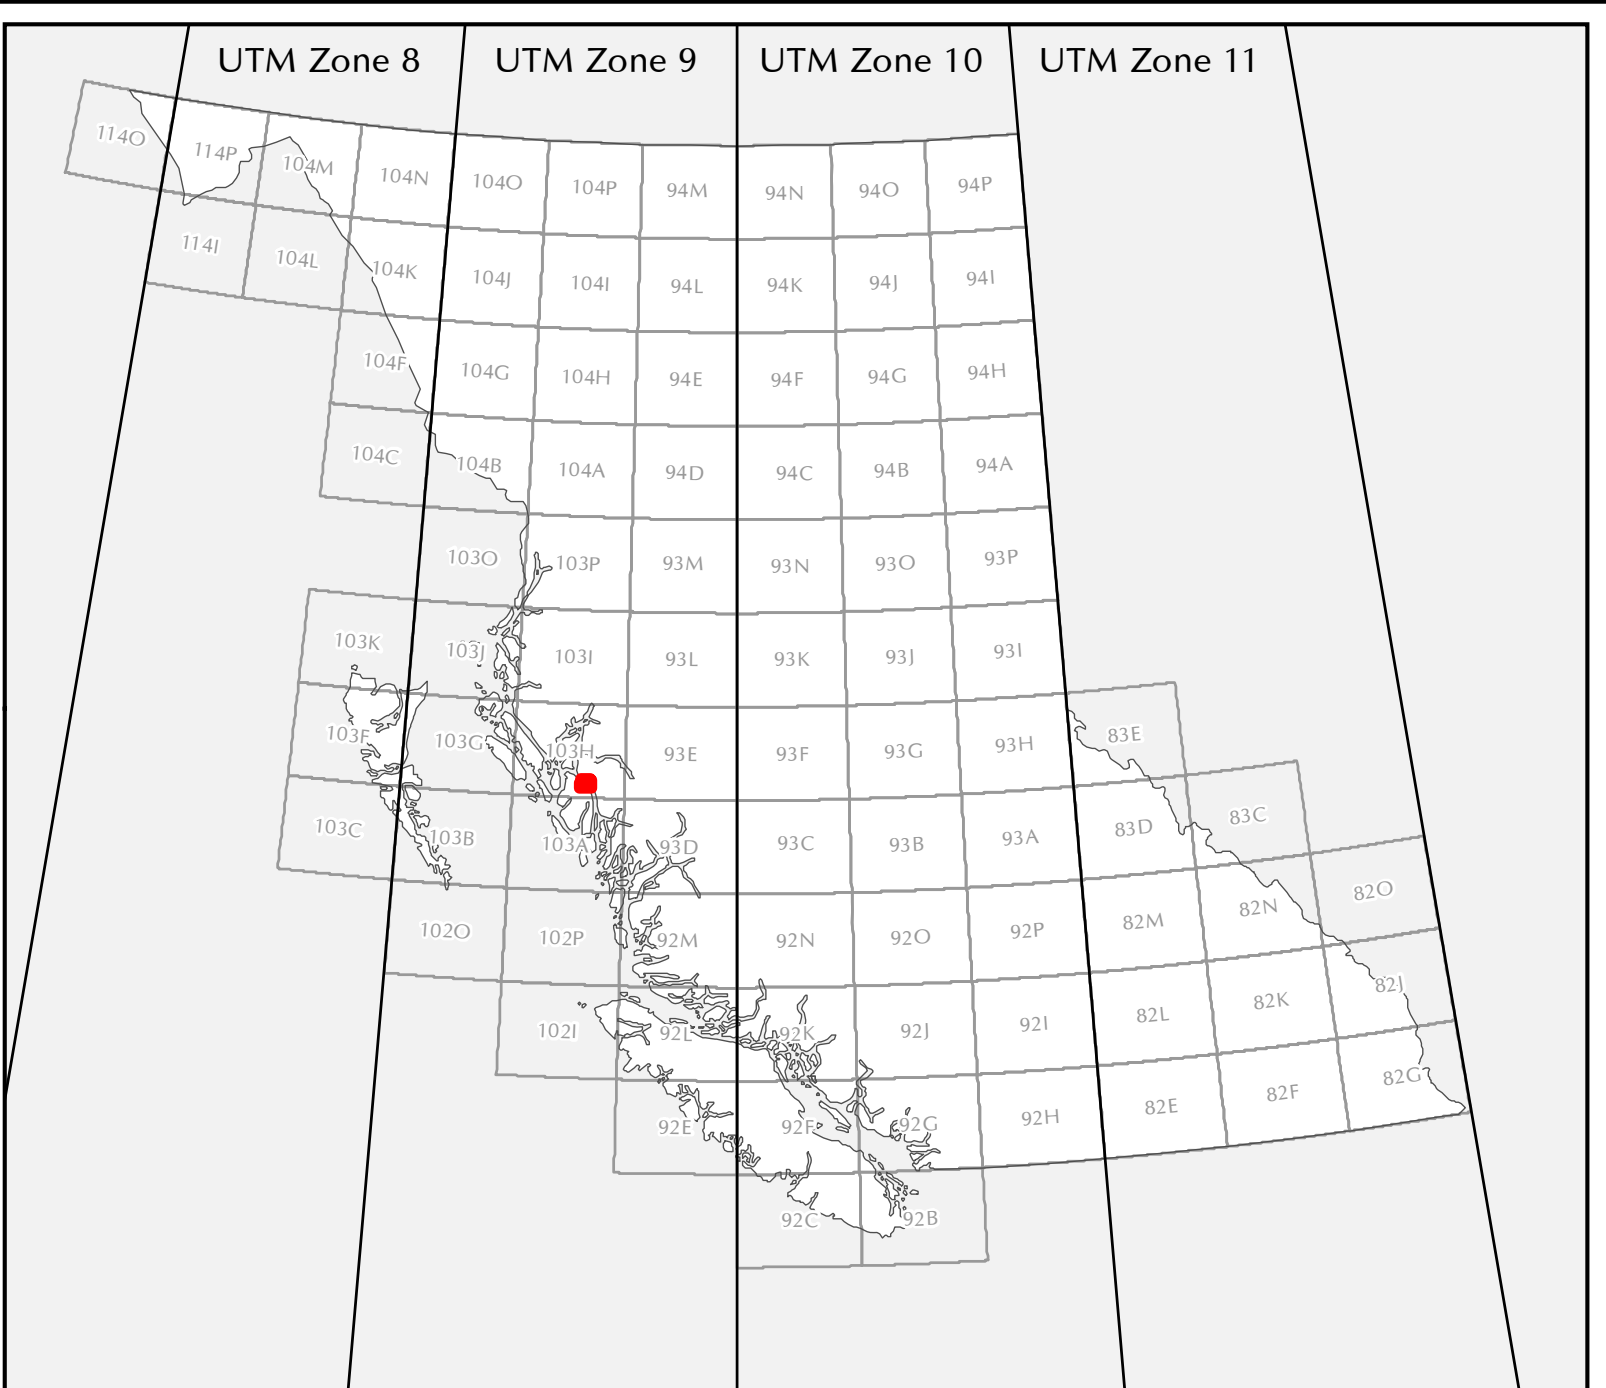 UTM Zone 8 UTM Zone 9 UTM Zone 10 UTM Zone 11
114O 114P 104M 104N 104O 104P 94M 94N 94O 94P
114I 104L 104K 104J 104I 94L 94K 94J 94I
104F 104G 104H 94E 94F 94G 94H
104C 104B 104A 94D 94C 94B 94A
103O 103P 93M 93N 93O 93P
103K 103J 103I 93L 93K 93J 93I
103F 103G 103H 93E 93F 93G 93H 83E
103C 103B 103A 93D 93C 93B 93A 83D 83C
102O 102P 92M 92N 92O 92P 82M 82N 82O
102I 92L 92K 92J 92I 82L 82K 82J
92E 92F 92G 92H 82E 82F 82G
92C 92B